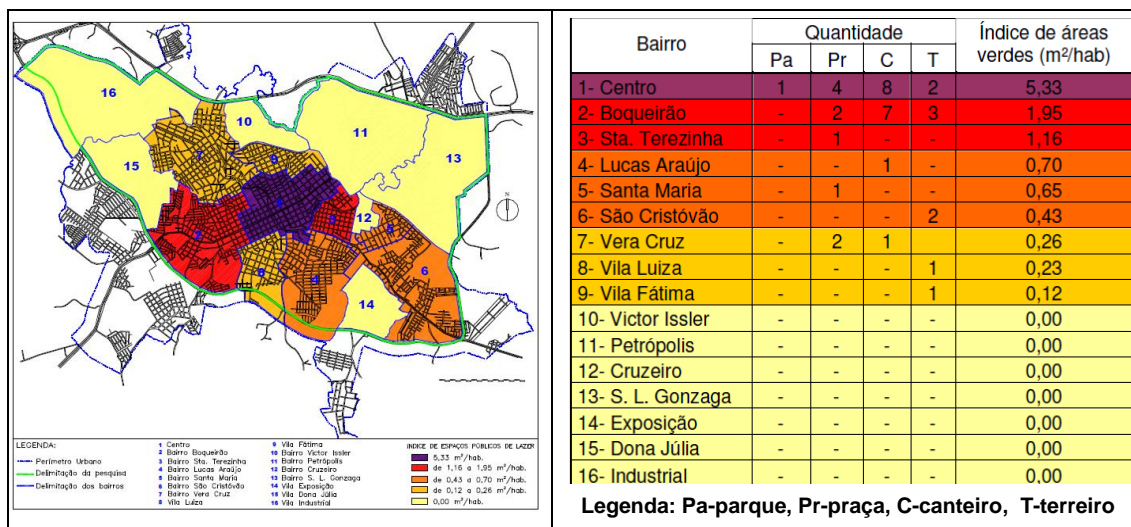 16
10
11
13
15
7
9
1
3
12
5
2
8
4
6
14
N
LEGENDA:
Perímetro Urbano
Delimitação da pesquisa
Delimitação dos bairros
1 Centro
2 Bairro Boqueirão
3 Bairro Sta. Terezinha
4 Bairro Lucas Araújo
5 Bairro Santa Maria
6 Bairro São Cristóvão
7 Bairro Vera Cruz
8 Vila Luiza
9 Vila Fátima
10 Bairro Victor Issler
11 Bairro Petrópolis
12 Bairro Cruzeiro
13 Bairro S. L. Gonzaga
14 Vila Exposição
15 Vila Dona Júlia
16 Vila Industrial
INDICE DE ESPAÇOS PÚBLICOS DE LAZER
5,33 m²/hab.
de 1,16 a 1,95 m²/hab.
de 0,43 a 0,70 m²/hab.
de 0,12 a 0,26 m²/hab.
0,00 m²/hab.
Bairro Quantidade Índice de áreas
verdes (m²/hab)
Pa Pr C T
1- Centro 1 4 8 2 5,33
2- Boqueirão - 2 7 3 1,95
3- Sta. Terezinha - 1 - - 1,16
4- Lucas Araújo - - 1 - 0,70
5- Santa Maria - 1 - - 0,65
6- São Cristóvão - - - 2 0,43
7- Vera Cruz - 2 1 0,26
8- Vila Luiza - - - 1 0,23
9- Vila Fátima - - - 1 0,12
10- Victor Issler - - - - 0,00
11- Petrópolis - - - - 0,00
12- Cruzeiro - - - - 0,00
13- S. L. Gonzaga - - - - 0,00
14- Exposição - - - - 0,00
15- Dona Júlia - - - - 0,00
16- Industrial - - - - 0,00
Legenda: Pa-parque, Pr-praça, C-canteiro, T-terreiro